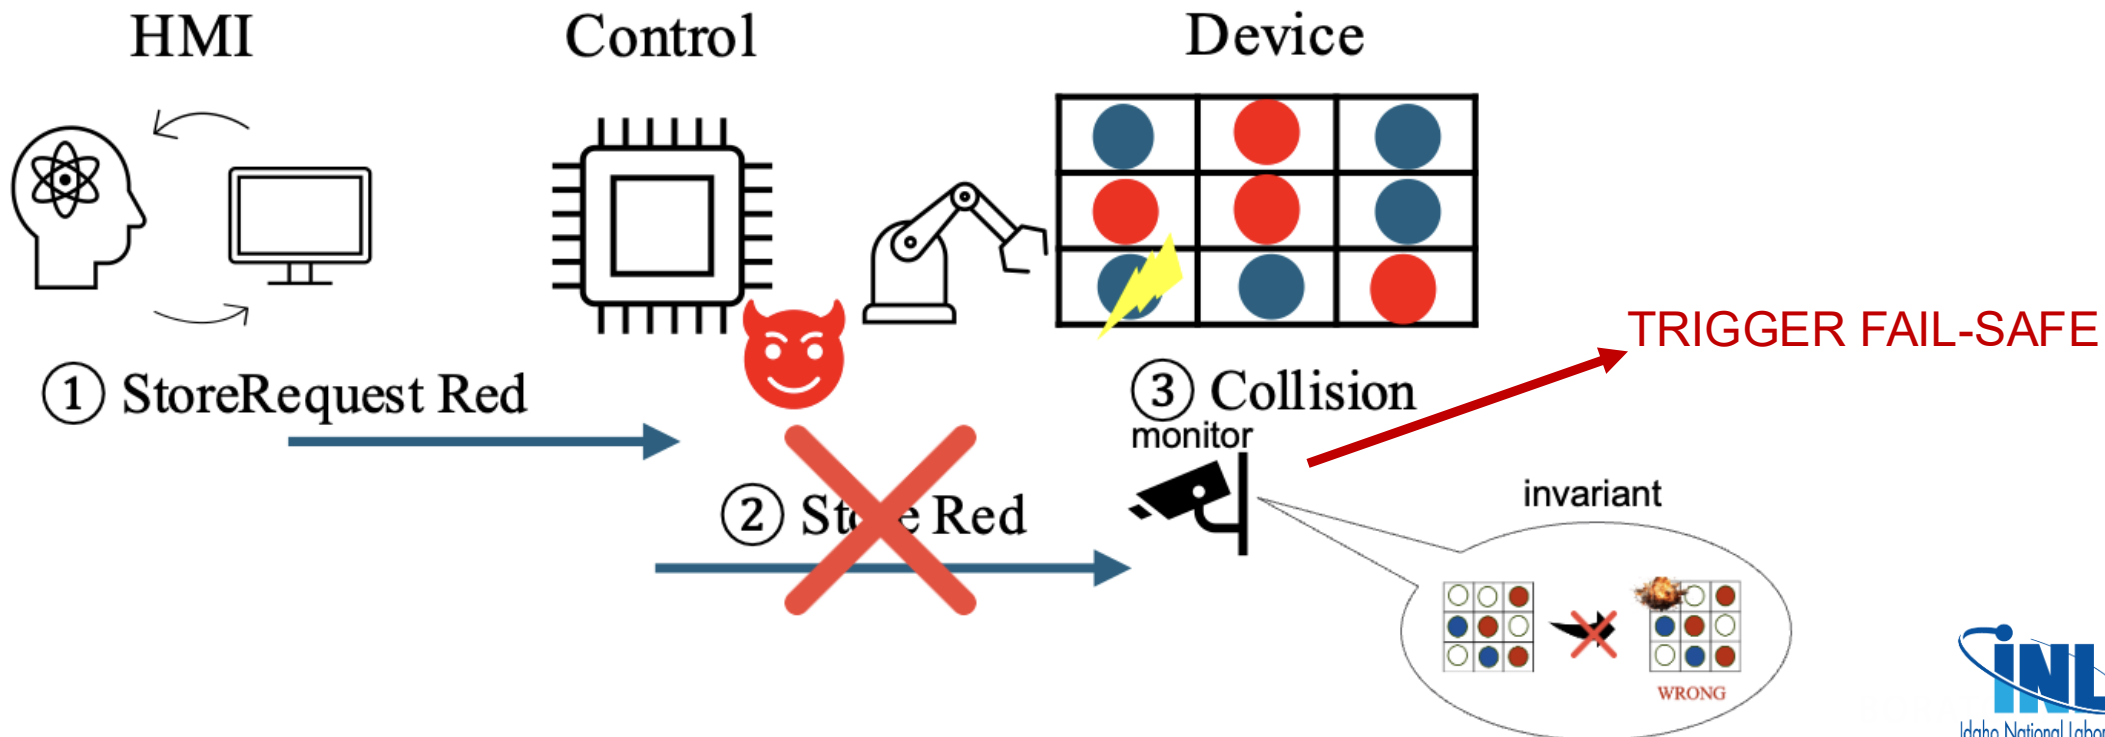 HMI
Control
Device
① StoreRequest Red
② Store Red
③ Collision
monitor
TRIGGER FAIL-SAFE
invariant
WRONG
INL
Idaho National Labor